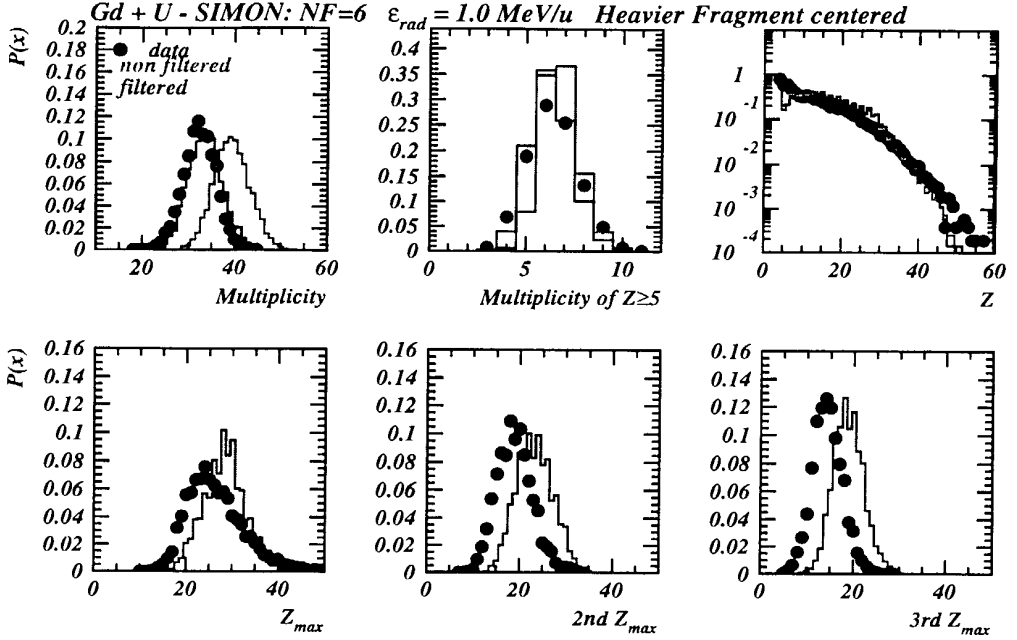 Gd + U - SIMON: NF=6 ε_rad = 1.0 MeV/u Heavier Fragment centered
P(x)
0.2
0.18
0.16
0.14
0.12
0.1
0.08
0.06
0.04
0.02
0
data
non filtered
filtered
20 40 60
Multiplicity
0.4
0.35
0.3
0.25
0.2
0.15
0.1
0.05
0
0 5 10
Multiplicity of Z≥5
1
10 -1
10 -2
10 -3
10 -4
0 20 40 60
Z
P(x)
0.16
0.14
0.12
0.1
0.08
0.06
0.04
0.02
0
0 20 40
Z_max
0.16
0.14
0.12
0.1
0.08
0.06
0.04
0.02
0
0 20 40
2nd Z_max
0.16
0.14
0.12
0.1
0.08
0.06
0.04
0.02
0
0 20 40
3rd Z_max